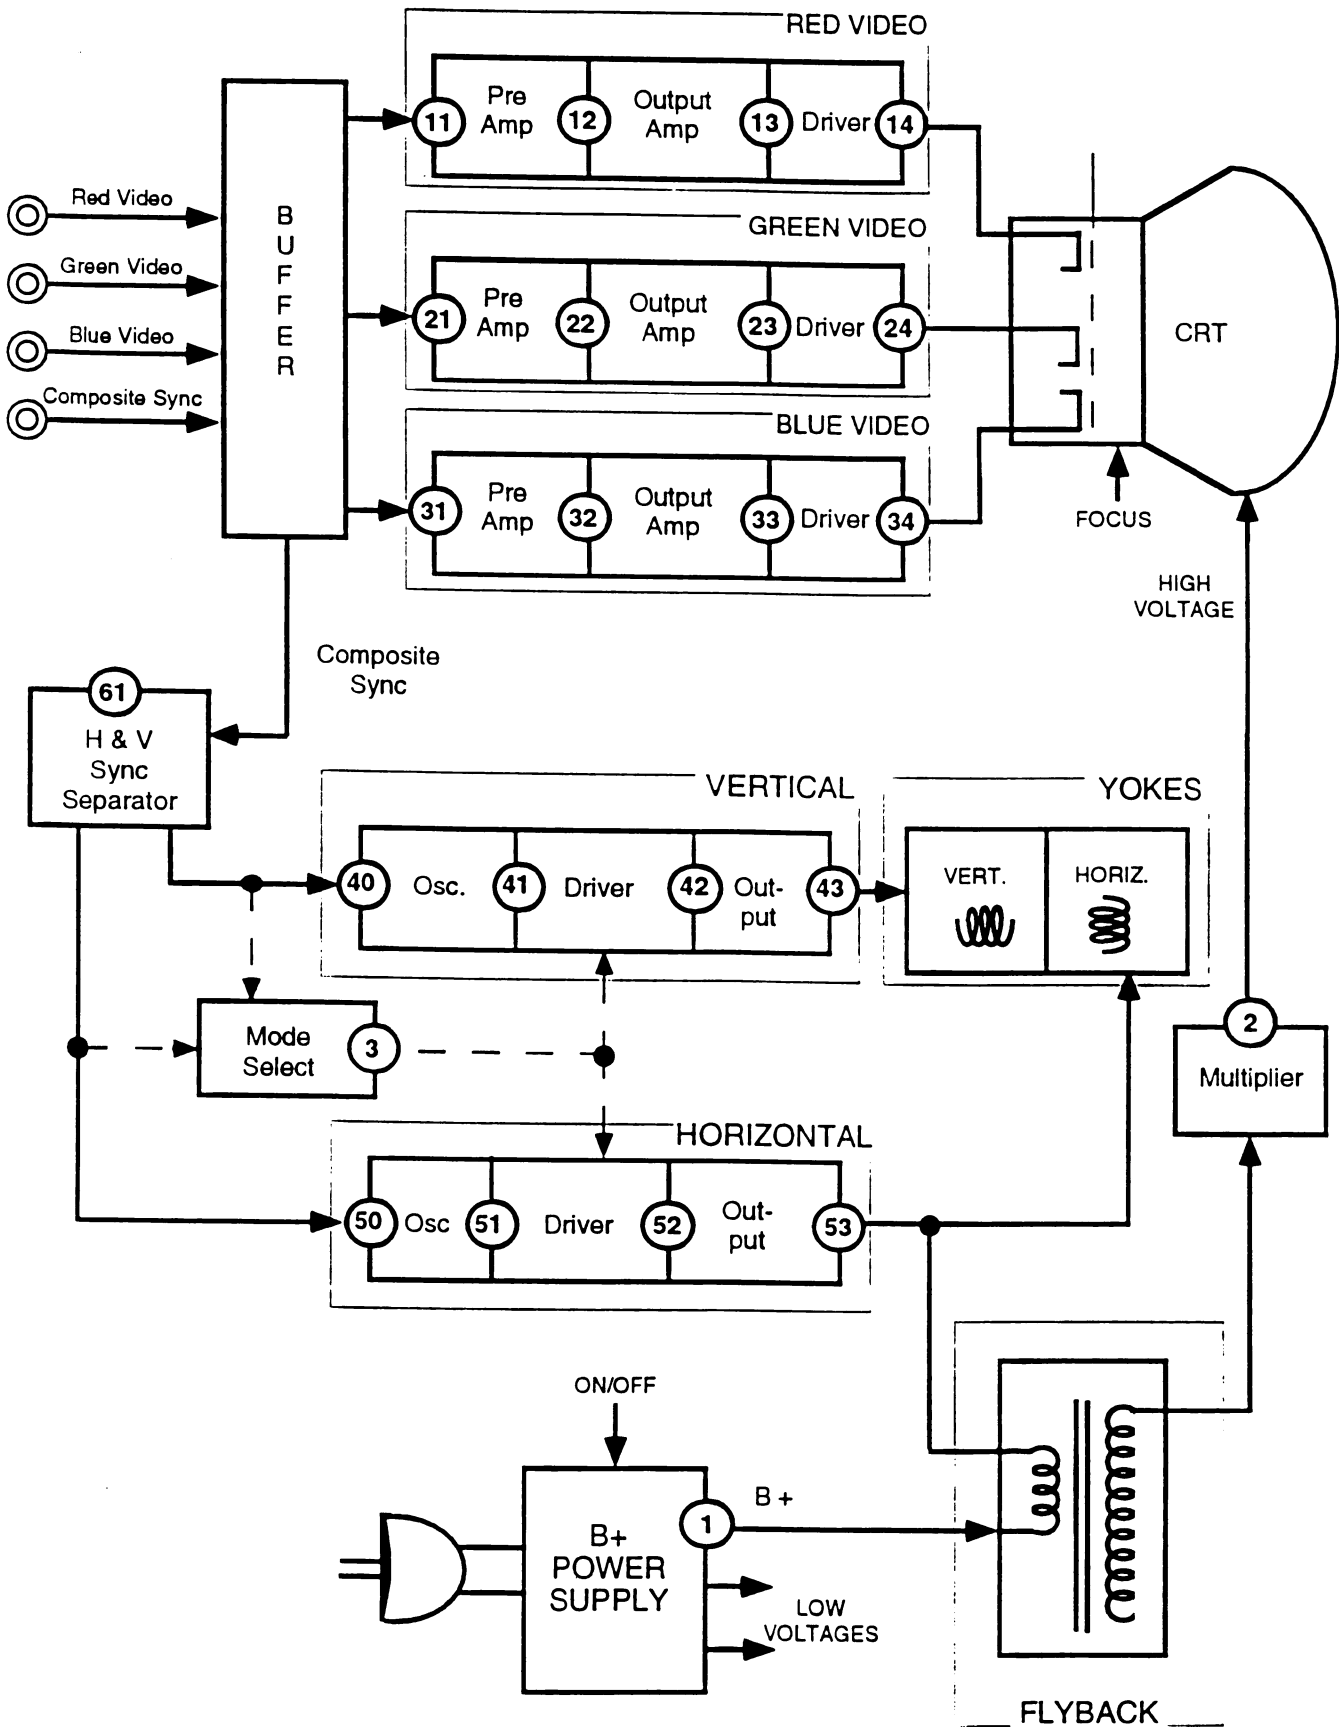 RED VIDEO
Pre
Amp
Output
Amp
Driver
11
12
13
14
Red Video
Green Video
Blue Video
Composite Sync
B
U
F
F
E
R
GREEN VIDEO
Pre
Amp
Output
Amp
Driver
21
22
23
24
CRT
BLUE VIDEO
Pre
Amp
Output
Amp
Driver
31
32
33
34
FOCUS
HIGH
VOLTAGE
Composite
Sync
61
H & V
Sync
Separator
VERTICAL
40
Osc.
41
Driver
42
Out-
put
43
YOKES
VERT.
HORIZ.
Mode
Select
3
2
Multiplier
HORIZONTAL
50
Osc
51
Driver
52
Out-
put
53
ON/OFF
B+
POWER
SUPPLY
1
B +
LOW
VOLTAGES
FLYBACK